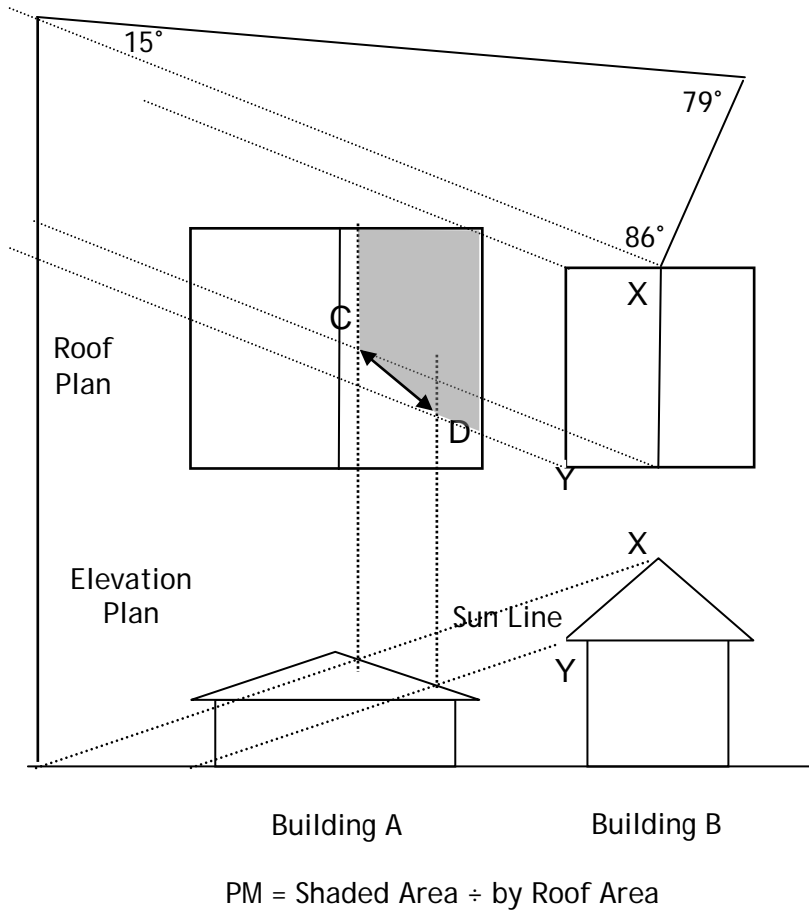 15°
79°
86°
X
C
Roof
Plan
D
Y
X
Elevation
Plan
Sun Line
Y
Building A
Building B
PM = Shaded Area ÷ by Roof Area